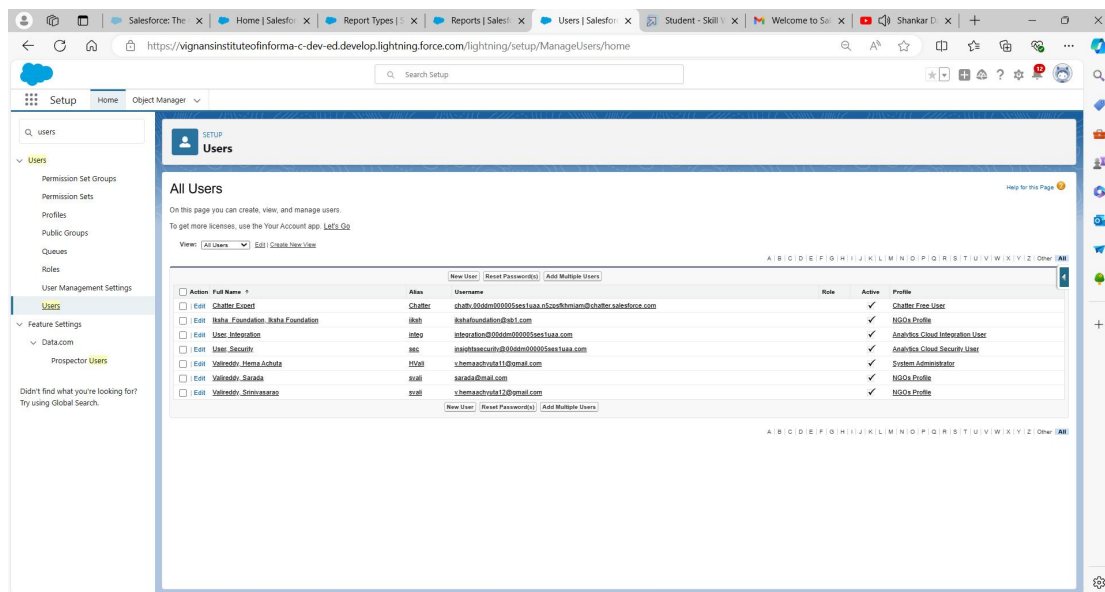 Salesforce: The
Home | Salesfor
Report Types | S
Reports | Salesf
Users | Salesfor
Student - Skill W
Welcome to Sal
Shankar D
https://vignansinstituteofinforma-c-dev-ed.develop.lightning.force.com/lightning/setup/ManageUsers/home
Search Setup
12
Setup Home Object Manager
users
SETUP
Users
Users
Permission Set Groups
Permission Sets
Profiles
Public Groups
Queues
Roles
User Management Settings
Users
Feature Settings
Data.com
Prospector Users
Didn't find what you're looking for?
Try using Global Search.
All Users
Help for this Page
On this page you can create, view, and manage users.
To get more licenses, use the Your Account app. Let's Go
View: All Users Edit | Create New View
A | B | C | D | E | F | G | H | I | J | K | L | M | N | O | P | Q | R | S | T | U | V | W | X | Y | Z | Other All
New User Reset Password(s) Add Multiple Users
Action Full Name ↑ Alias Username Role Active Profile
Edit Chatter Expert Chatter chatty.00ddm000005ses1uaa.n5zpsfkhmiam@chatter.salesforce.com Chatter Free User
Edit Iksha Foundation, Iksha Foundation iiksh ikshafoundation@sb1.com NGOs Profile
Edit User, Integration integ integration@00ddm000005ses1uaa.com Analytics Cloud Integration User
Edit User, Security sec insightssecurity@00ddm000005ses1uaa.com Analytics Cloud Security User
Edit Valireddy, Hema Achuta HVali v.hemaachyuta11@gmail.com System Administrator
Edit Valireddy, Sarada svali sarada@mail.com NGOs Profile
Edit Valireddy, Srinivasarao svali v.hemaachyuta12@gmail.com NGOs Profile
New User Reset Password(s) Add Multiple Users
A | B | C | D | E | F | G | H | I | J | K | L | M | N | O | P | Q | R | S | T | U | V | W | X | Y | Z | Other All